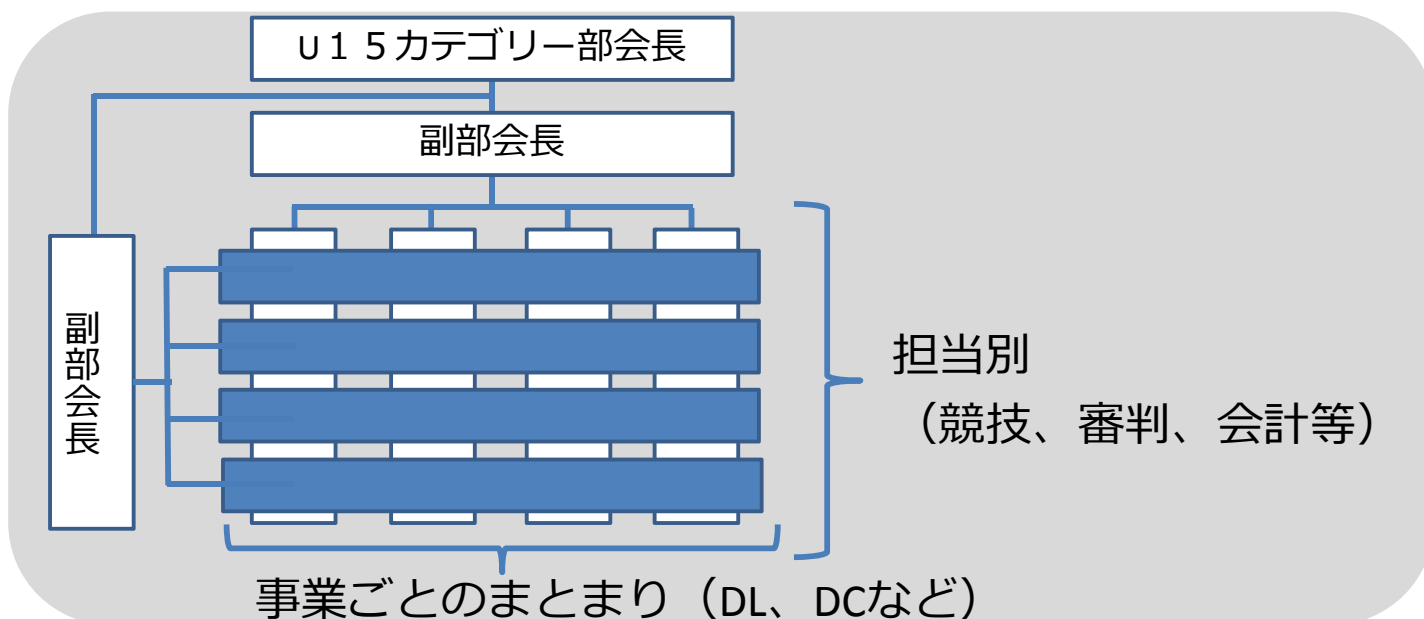 U１５カテゴリー部会長
副部会長
副部会長
担当別
（競技、審判、会計等）
事業ごとのまとまり（DL、DCなど）